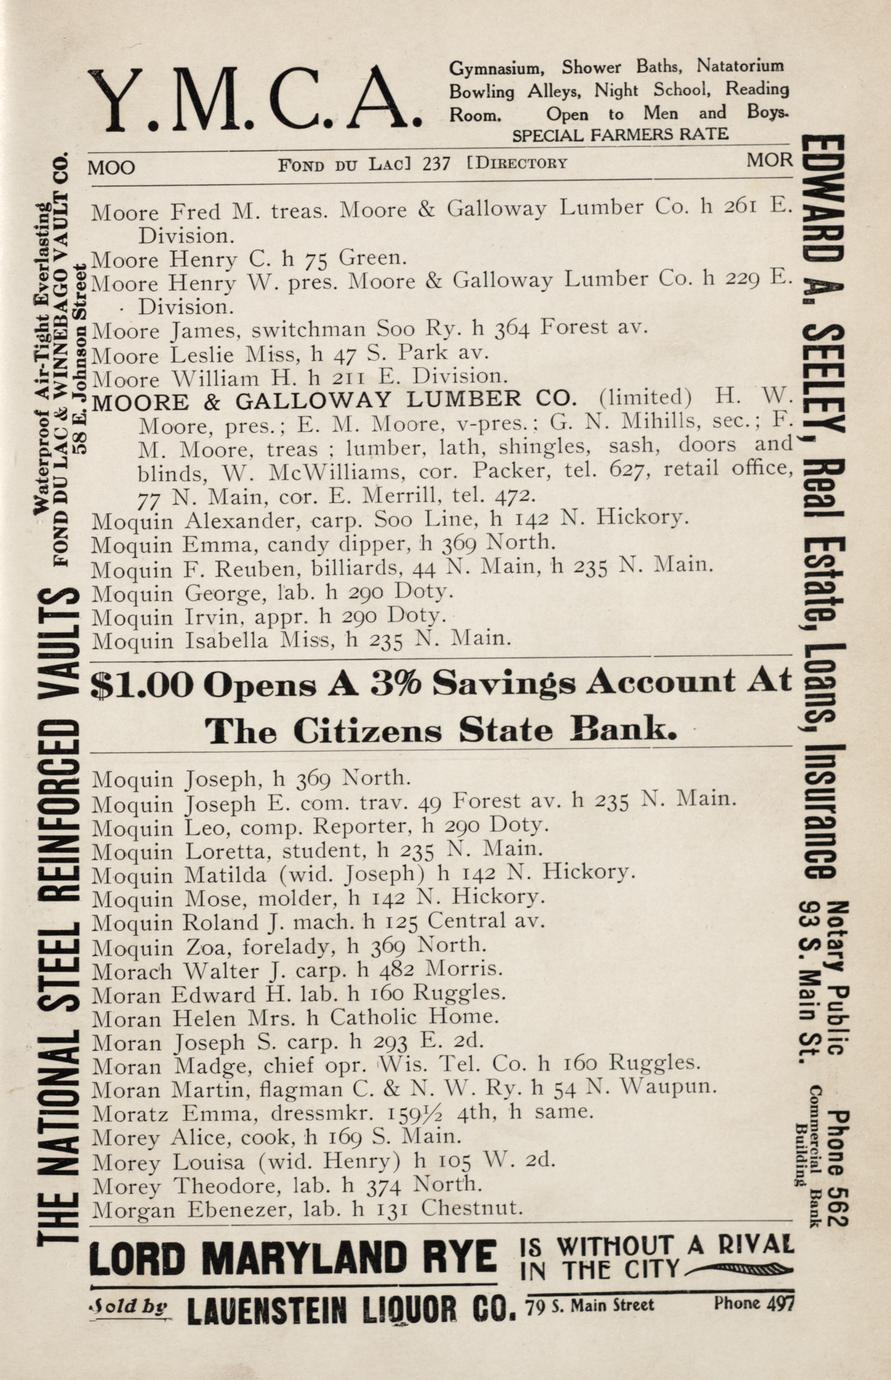 Y.M.C.A.
Gymnasium, Shower Baths, Natatorium
Bowling Alleys, Night School, Reading
Room. Open to Men and Boys.
SPECIAL FARMERS RATE
MOO FOND DU LAC] 237 [DIRECTORY MOR
Moore Fred M. treas. Moore & Galloway Lumber Co. h 261 E.
Division.
Moore Henry C. h 75 Green.
Moore Henry W. pres. Moore & Galloway Lumber Co. h 229 E.
Division.
Moore James, switchman Soo Ry. h 364 Forest av.
Moore Leslie Miss, h 47 S. Park av.
Moore William H. h 211 E. Division.
MOORE & GALLOWAY LUMBER CO. (limited) H. W.
Moore, pres.; E. M. Moore, v-pres.; G. N. Mihills, sec.; F.
M. Moore, treas ; lumber, lath, shingles, sash, doors and
blinds, W. McWilliams, cor. Packer, tel. 627, retail office,
77 N. Main, cor. E. Merrill, tel. 472.
Moquin Alexander, carp. Soo Line, h 142 N. Hickory.
Moquin Emma, candy dipper, h 369 North.
Moquin F. Reuben, billiards, 44 N. Main, h 235 N. Main.
Moquin George, lab. h 290 Doty.
Moquin Irvin, appr. h 290 Doty.
Moquin Isabella Miss, h 235 N. Main.
$1.00 Opens A 3% Savings Account At
The Citizens State Bank.
Moquin Joseph, h 369 North.
Moquin Joseph E. com. trav. 49 Forest av. h 235 N. Main.
Moquin Leo, comp. Reporter, h 290 Doty.
Moquin Loretta, student, h 235 N. Main.
Moquin Matilda (wid. Joseph) h 142 N. Hickory.
Moquin Mose, molder, h 142 N. Hickory.
Moquin Roland J. mach. h 125 Central av.
Moquin Zoa, forelady, h 369 North.
Morach Walter J. carp. h 482 Morris.
Moran Edward H. lab. h 160 Ruggles.
Moran Helen Mrs. h Catholic Home.
Moran Joseph S. carp. h 293 E. 2d.
Moran Madge, chief opr. Wis. Tel. Co. h 160 Ruggles.
Moran Martin, flagman C. & N. W. Ry. h 54 N. Waupun.
Moratz Emma, dressmkr. 159½ 4th, h same.
Morey Alice, cook, h 169 S. Main.
Morey Louisa (wid. Henry) h 105 W. 2d.
Morey Theodore, lab. h 374 North.
Morgan Ebenezer, lab. h 131 Chestnut.
LORD MARYLAND RYE
IS WITHOUT A RIVAL
IN THE CITY
Sold by LAUENSTEIN LIQUOR CO. 79 S. Main Street Phone 497
THE NATIONAL STEEL REINFORCED VAULTS
Waterproof Air-Tight Everlasting
FOND DU LAC & WINNEBAGO VAULT CO.
58 E. Johnson Street
EDWARD A. SEELEY, Real Estate, Loans, Insurance
Notary Public Phone 562
93 S. Main St.
Commercial Bank
Building